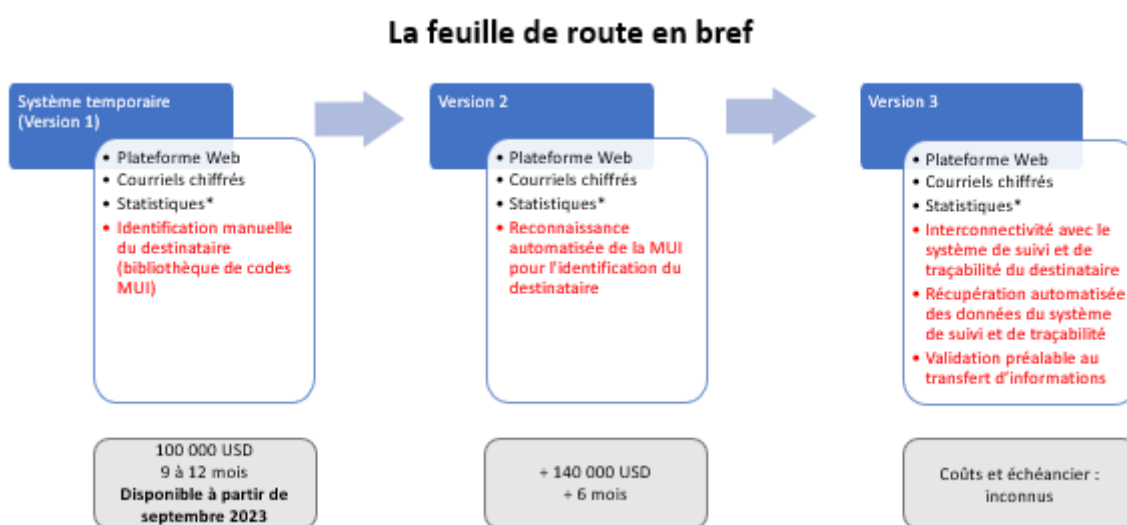 La feuille de route en bref
Système temporaire
(Version 1)
• Plateforme Web
• Courriels chiffrés
• Statistiques*
• Identification manuelle
du destinataire
(bibliothèque de codes
MUI)
100 000 USD
9 à 12 mois
Disponible à partir de
septembre 2023
Version 2
• Plateforme Web
• Courriels chiffrés
• Statistiques*
• Reconnaissance
automatisée de la MUI
pour l'identification du
destinataire
+ 140 000 USD
+ 6 mois
Version 3
• Plateforme Web
• Courriels chiffrés
• Statistiques*
• Interconnectivité avec le
système de suivi et de
traçabilité du destinataire
• Récupération automatisée
des données du système
de suivi et de traçabilité
• Validation préalable au
transfert d'informations
Coûts et échéancier :
inconnus